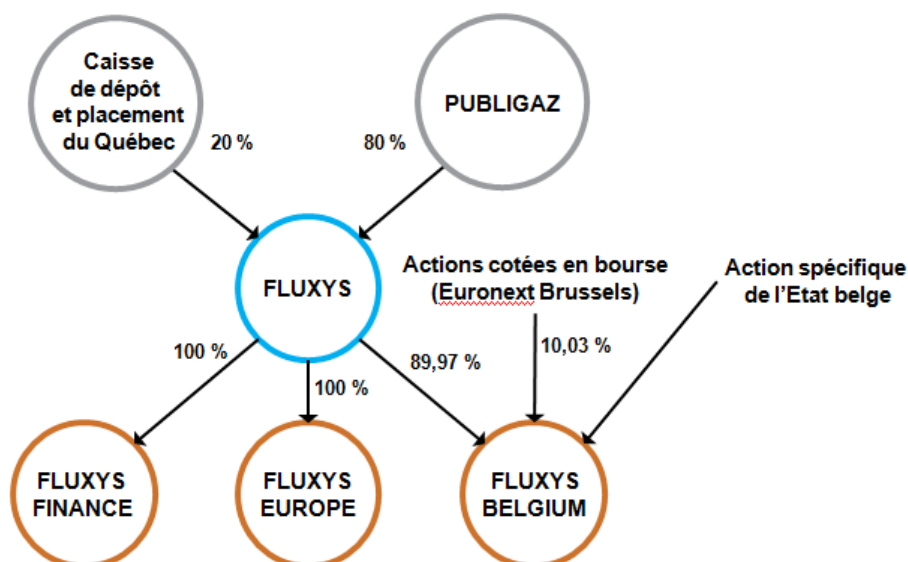 Caisse
de dépôt
et placement
du Québec
PUBLIGAZ
20 %
80 %
FLUXYS
Actions cotées en bourse
(Euronext Brussels)
Action spécifique
de l'Etat belge
100 %
100 %
89,97 %
10,03 %
FLUXYS
FINANCE
FLUXYS
EUROPE
FLUXYS
BELGIUM